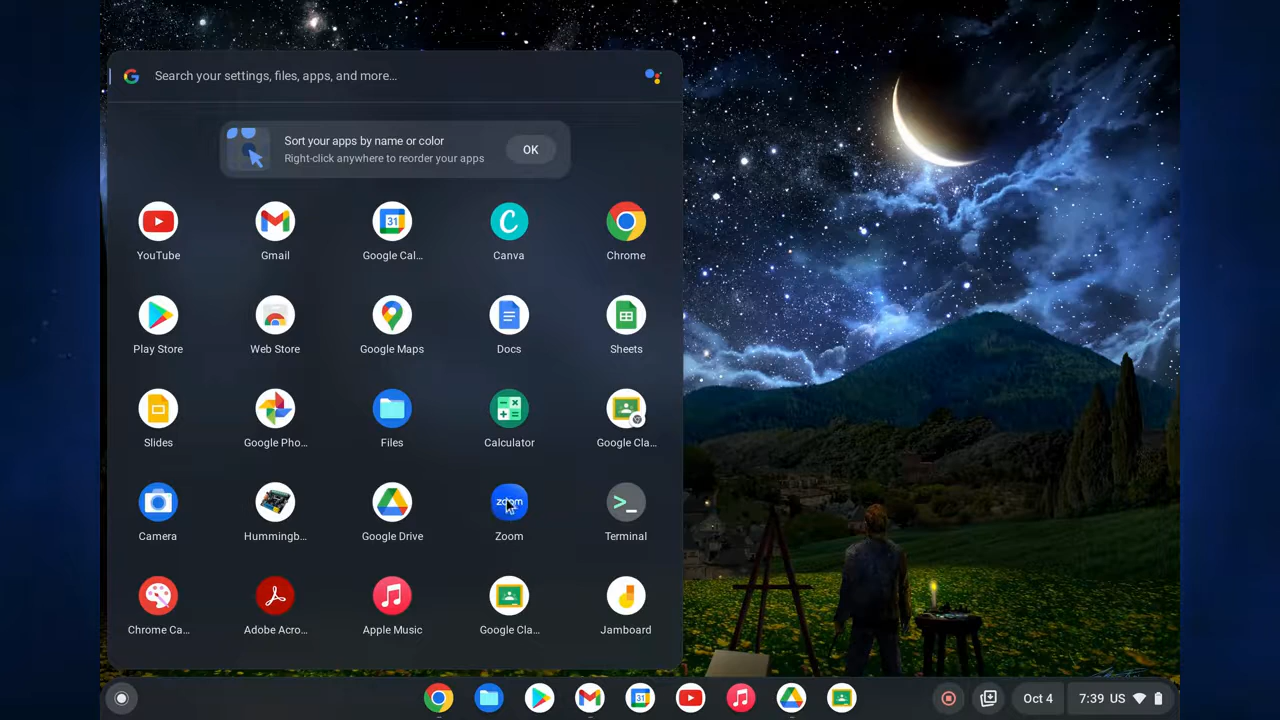 Search your settings, files, apps, and more...
Sort your apps by name or color
Right-click anywhere to reorder your apps
OK
31
C
YouTube
Gmail
Google Cal...
Canva
Chrome
Play Store
Web Store
Google Maps
Docs
Sheets
Slides
Google Pho...
Files
Calculator
Google Cla...
zoom
>_
Camera
Hummingb...
Google Drive
Zoom
Terminal
Chrome Ca...
Adobe Acro...
Apple Music
Google Cla...
Jamboard
31
Oct 4
7:39 US